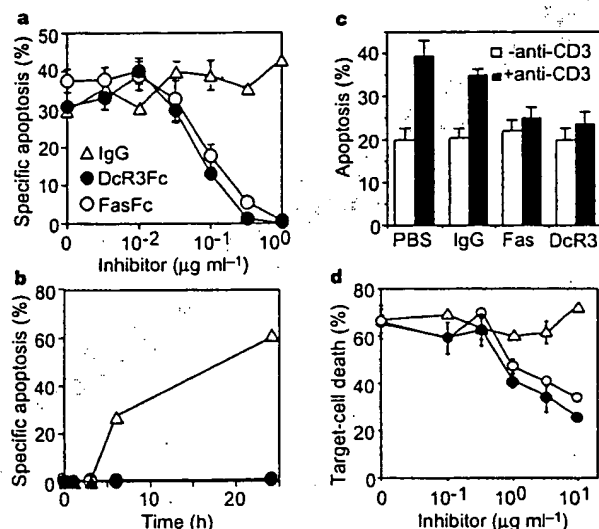 a
Specific apoptosis (%)
50
40
30
20
10
0
IgG
DcR3Fc
FasFc
0 10-2 10-1 100
Inhibitor (µg ml–1)
c
Apoptosis (%)
40
30
20
10
0
-anti-CD3
+anti-CD3
PBS IgG Fas DcR3
b
Specific apoptosis (%)
80
60
40
20
0
0 10 20
Time (h)
d
Target-cell death (%)
80
60
40
20
0
0 10-1 100 101
Inhibitor (µg ml–1)